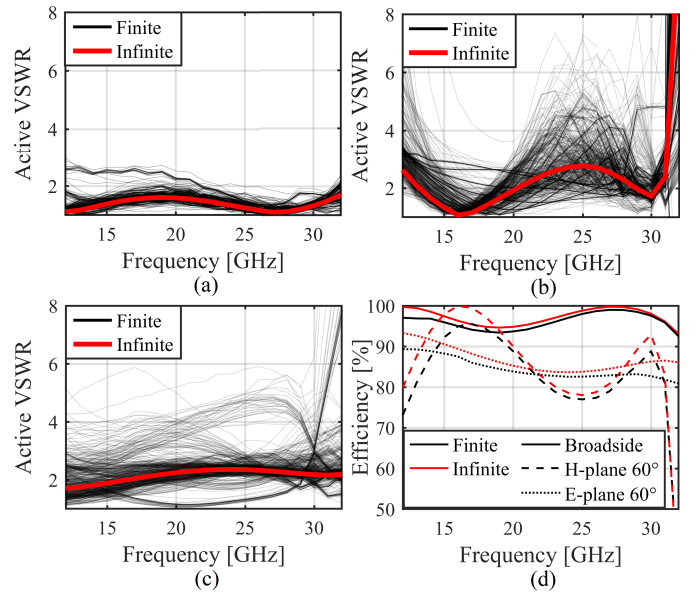 8
6
4
2
Active VSWR
Finite
Infinite
15 20 25 30
Frequency [GHz]
(a)
8
6
4
2
Active VSWR
Finite
Infinite
15 20 25 30
Frequency [GHz]
(b)
8
6
4
2
Active VSWR
Finite
Infinite
15 20 25 30
Frequency [GHz]
(c)
100
90
80
70
60
50
Efficiency [%]
Finite Broadside
Infinite H-plane 60°
E-plane 60°
15 20 25 30
Frequency [GHz]
(d)